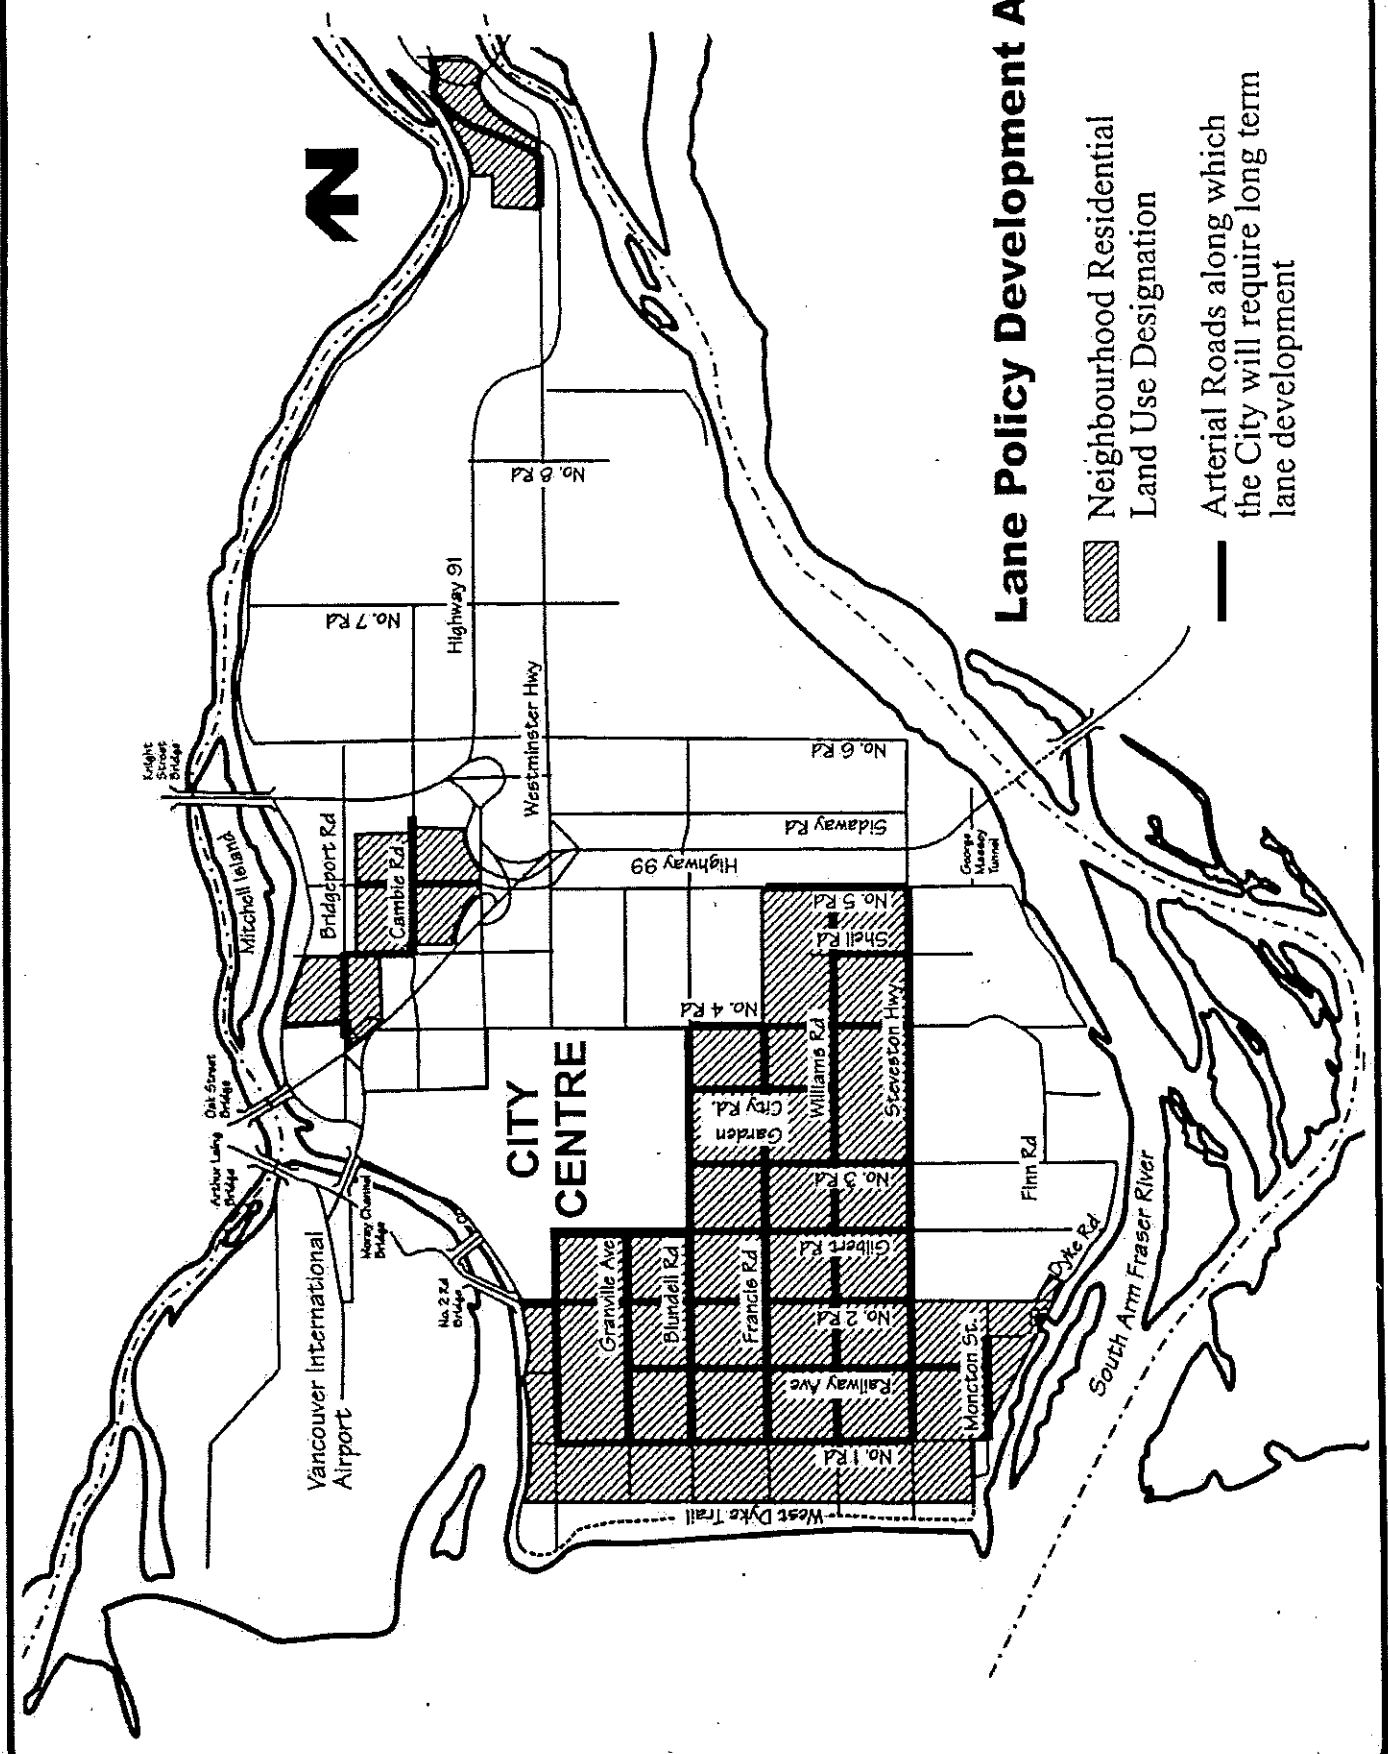 Lane Policy Development A
Neighbourhood Residential
Land Use Designation
Arterial Roads along which
the City will require long term
lane development
N
Knight
Street
Bridge
Mitchell Island
Oak Street
Bridge
Arthur Laing
Bridge
Moray Channel
Bridge
No. 2 Rd
Bridge
Vancouver International
Airport
Bridgeport Rd
Cambie Rd
No. 7 Rd
Highway 91
No. 8 Rd
Westminster Hwy
No. 6 Rd
Sidaway Rd
Highway 99
George
Massey
Tunnel
No. 5 Rd
Shell Rd
No. 4 Rd
CITY
CENTRE
Williams Rd
Steveston Hwy
Garden
City Rd.
No. 3 Rd
Gilbert Rd
Granville Ave
Blundell Rd
Francis Rd
No. 2 Rd
Railway Ave
No. 1 Rd
Moncton St.
West Dyke Trail
Finn Rd
Dyke Rd
South Arm Fraser River